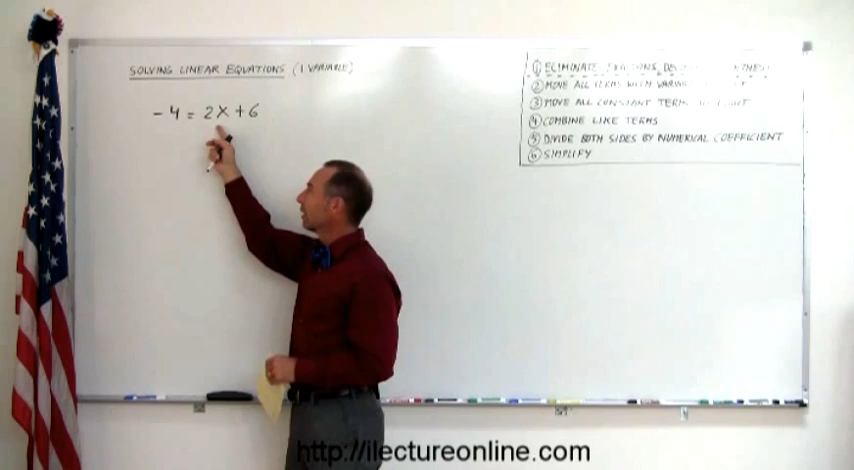 SOLVING LINEAR EQUATIONS (1 VARIABLE)
- 4 = 2X + 6
① ELIMINATE
② MOVE ALL TERMS WITH
③ MOVE ALL CONSTANT TERMS
④ COMBINE LIKE TERMS
⑤ DIVIDE BOTH SIDES BY NUMERICAL COEFFICIENT
⑥ SIMPLIFY
http://ilectureonline.com